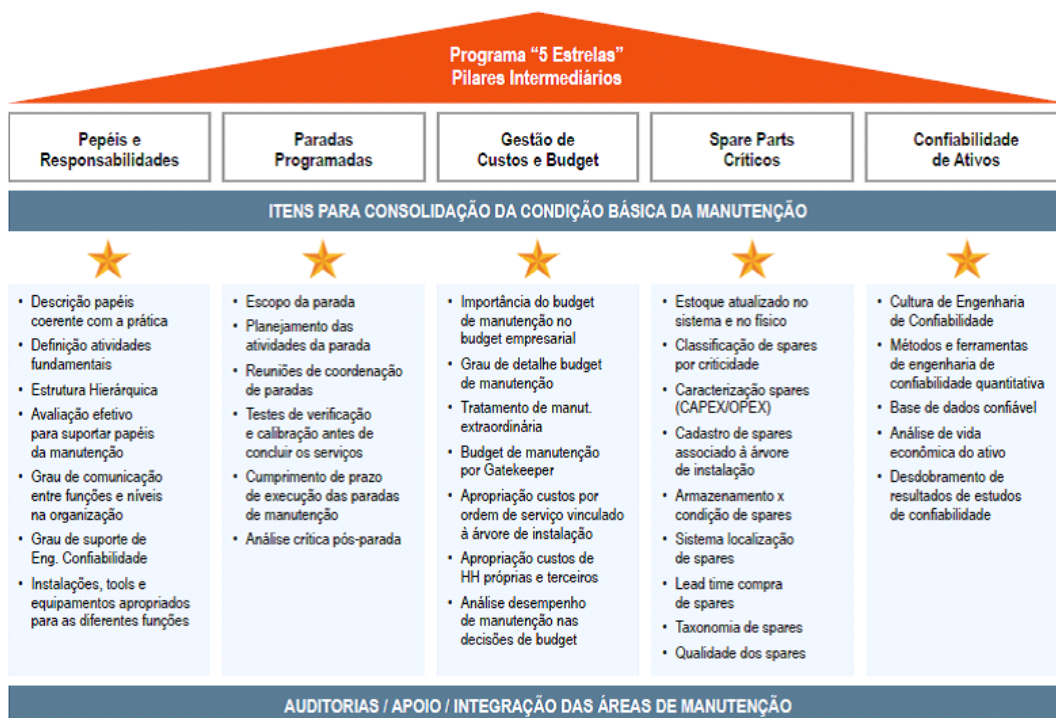 Programa “5 Estrelas”
Pilares Intermediários
Pepéis e
Responsabilidades
Paradas
Programadas
Gestão de
Custos e Budget
Spare Parts
Críticos
Confiabilidade
de Ativos
ITENS PARA CONSOLIDAÇÃO DA CONDIÇÃO BÁSICA DA MANUTENÇÃO
• Descrição papéis
coerente com a prática
• Definição atividades
fundamentais
• Estrutura Hierárquica
• Avaliação efetivo
para suportar papéis
da manutenção
• Grau de comunicação
entre funções e níveis
na organização
• Grau de suporte de
Eng. Confiabilidade
• Instalações, tools e
equipamentos apropriados
para as diferentes funções
• Escopo da parada
• Planejamento das
atividades da parada
• Reuniões de coordenação
de paradas
• Testes de verificação
e calibração antes de
concluir os serviços
• Cumprimento de prazo
de execução das paradas
de manutenção
• Análise crítica pós-parada
• Importância do budget
de manutenção no
budget empresarial
• Grau de detalhe budget
de manutenção
• Tratamento de manut.
extraordinária
• Budget de manutenção
por Gatekeeper
• Apropriação custos por
ordem de serviço vinculado
à árvore de instalação
• Apropriação custos de
HH próprias e terceiros
• Análise desempenho
de manutenção nas
decisões de budget
• Estoque atualizado no
sistema e no físico
• Classificação de spares
por criticidade
• Caracterização spares
(CAPEX/OPEX)
• Cadastro de spares
associado à árvore
de instalação
• Armazenamento x
condição de spares
• Sistema localização
de spares
• Lead time compra
de spares
• Taxonomia de spares
• Qualidade dos spares
• Cultura de Engenharia
de Confiabilidade
• Métodos e ferramentas
de engenharia de
confiabilidade quantitativa
• Base de dados confiável
• Análise de vida
econômica do ativo
• Desdobramento de
resultados de estudos
de confiabilidade
AUDITORIAS / APOIO / INTEGRAÇÃO DAS ÁREAS DE MANUTENÇÃO